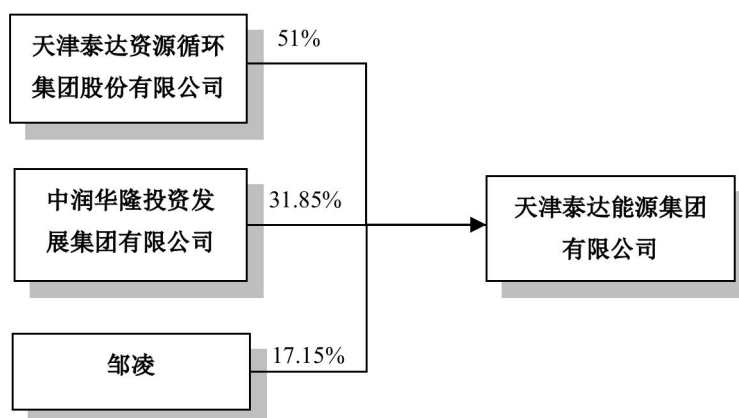 天津泰达资源循环
集团股份有限公司
51%
中润华隆投资发
展集团有限公司
31.85%
天津泰达能源集团
有限公司
邹凌
17.15%